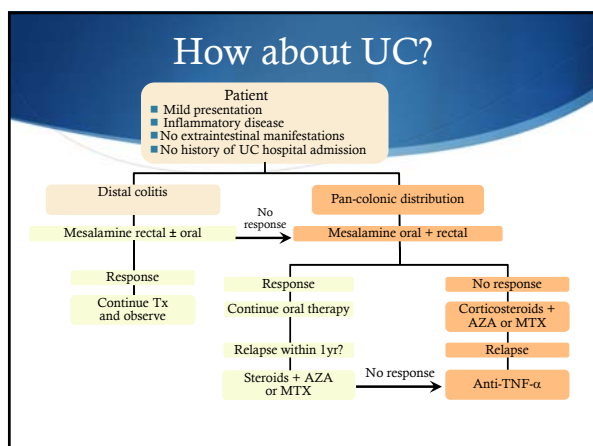 How about UC?
Patient
Mild presentation
Inflammatory disease
No extraintestinal manifestations
No history of UC hospital admission
Distal colitis
Pan-colonic distribution
Mesalamine rectal ± oral
No
response
Mesalamine oral + rectal
Response
Continue Tx
and observe
Response
Continue oral therapy
Relapse within 1yr?
Steroids + AZA
or MTX
No response
No response
Corticosteroids +
AZA or MTX
Relapse
Anti-TNF-α